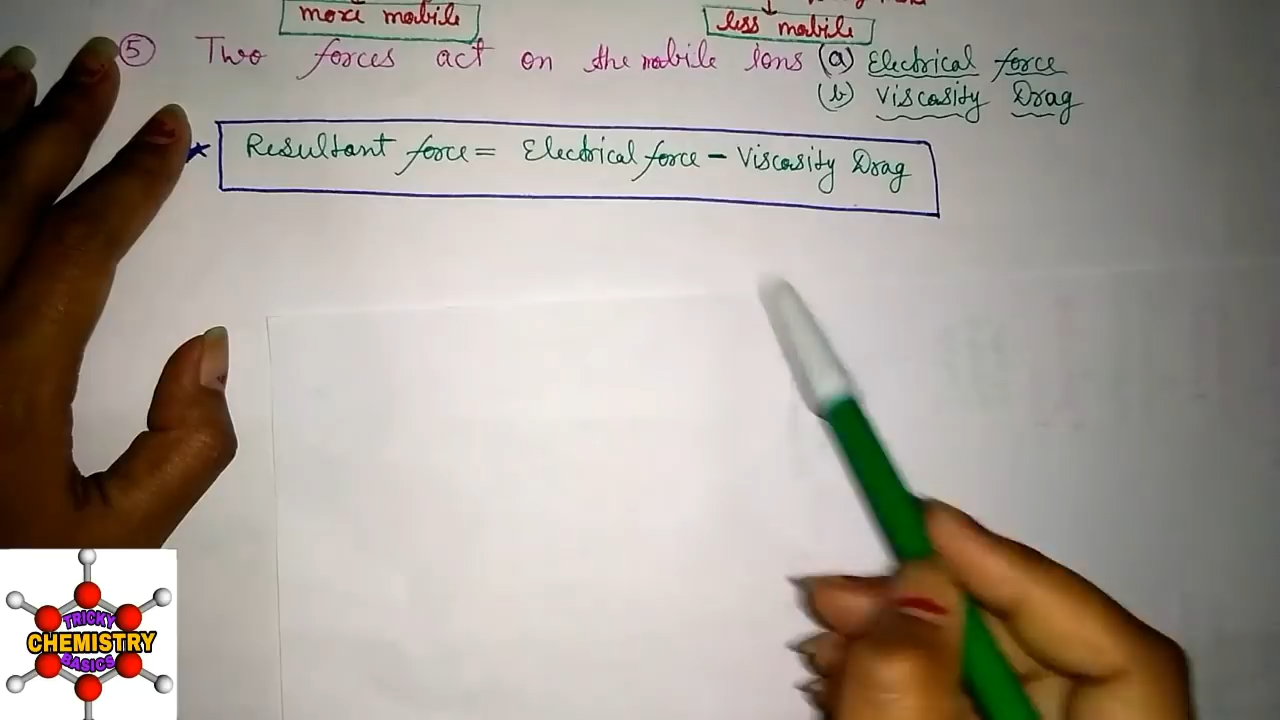 more mobile
less mobile
⑤ Two forces act on the mobile ions (a) Electrical force
(b) Viscosity Drag
★ Resultant force = Electrical force - Viscosity Drag
TRICKY
CHEMISTRY
BASICS